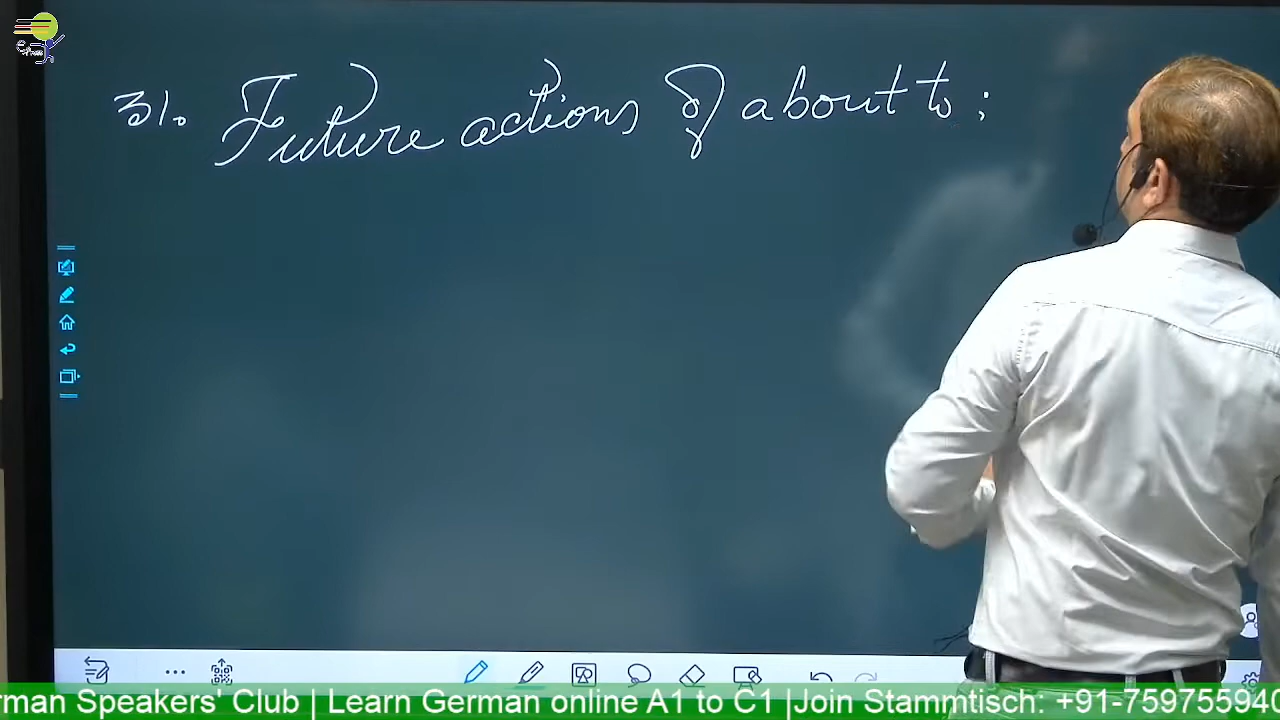 31. Future actions of about to :
rman Speakers' Club | Learn German online A1 to C1 |Join Stammtisch: +91-759755940